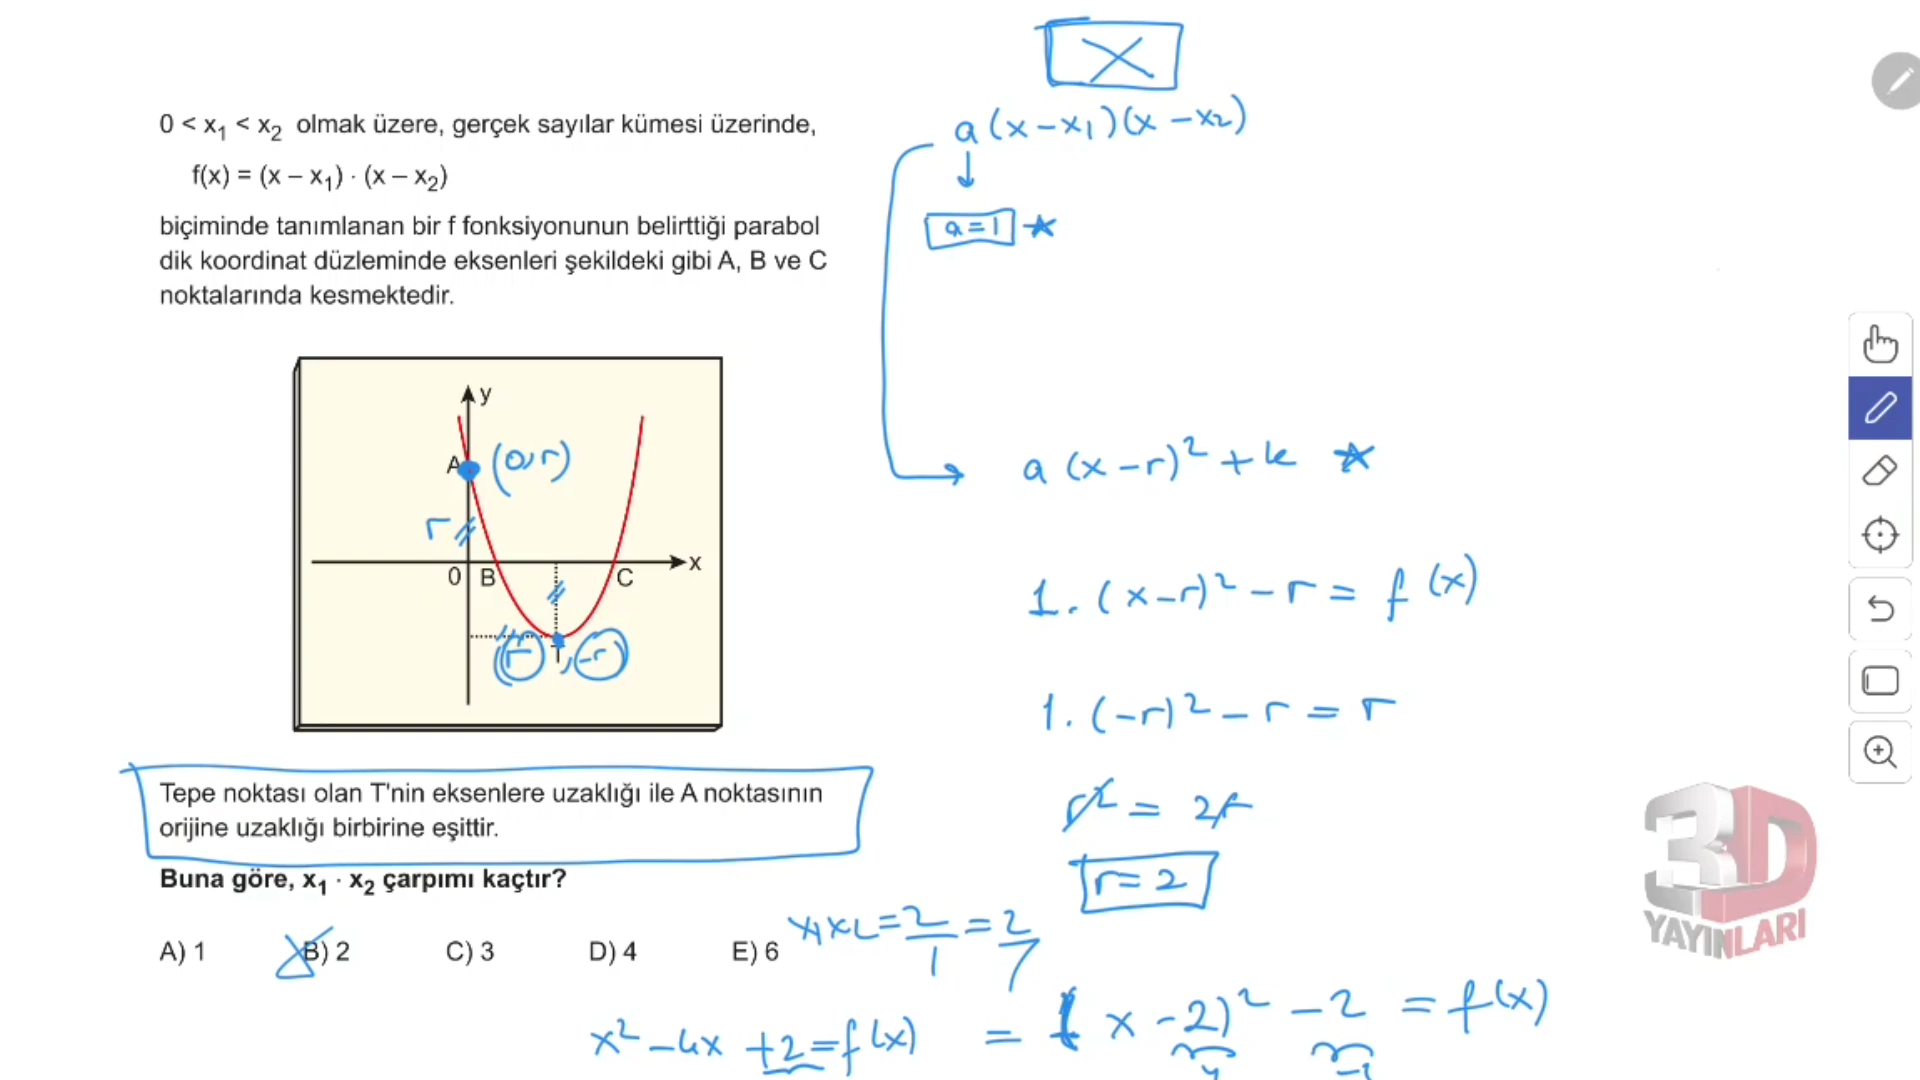 0 < x₁ < x₂ olmak üzere, gerçek sayılar kümesi üzerinde,
f(x) = (x – x₁) · (x – x₂)
biçiminde tanımlanan bir f fonksiyonunun belirttiği parabol
dik koordinat düzleminde eksenleri şekildeki gibi A, B ve C
noktalarında kesmektedir.
y
A (0,r)
r
x
0 B C
(r, -r)
T
Tepe noktası olan T'nin eksenlere uzaklığı ile A noktasının
orijine uzaklığı birbirine eşittir.
Buna göre, x₁ · x₂ çarpımı kaçtır?
A) 1 B) 2 C) 3 D) 4 E) 6
a(x-x₁)(x-x₂)
a=1
a(x-r)²+k
1.(x-r)²-r=f(x)
1.(-r)²-r=r
r²=2r
r=2
x₁x₂=2/1=2
x²-4x+2=f(x) = (x-2)²-2=f(x)
3D
YAYINLARI